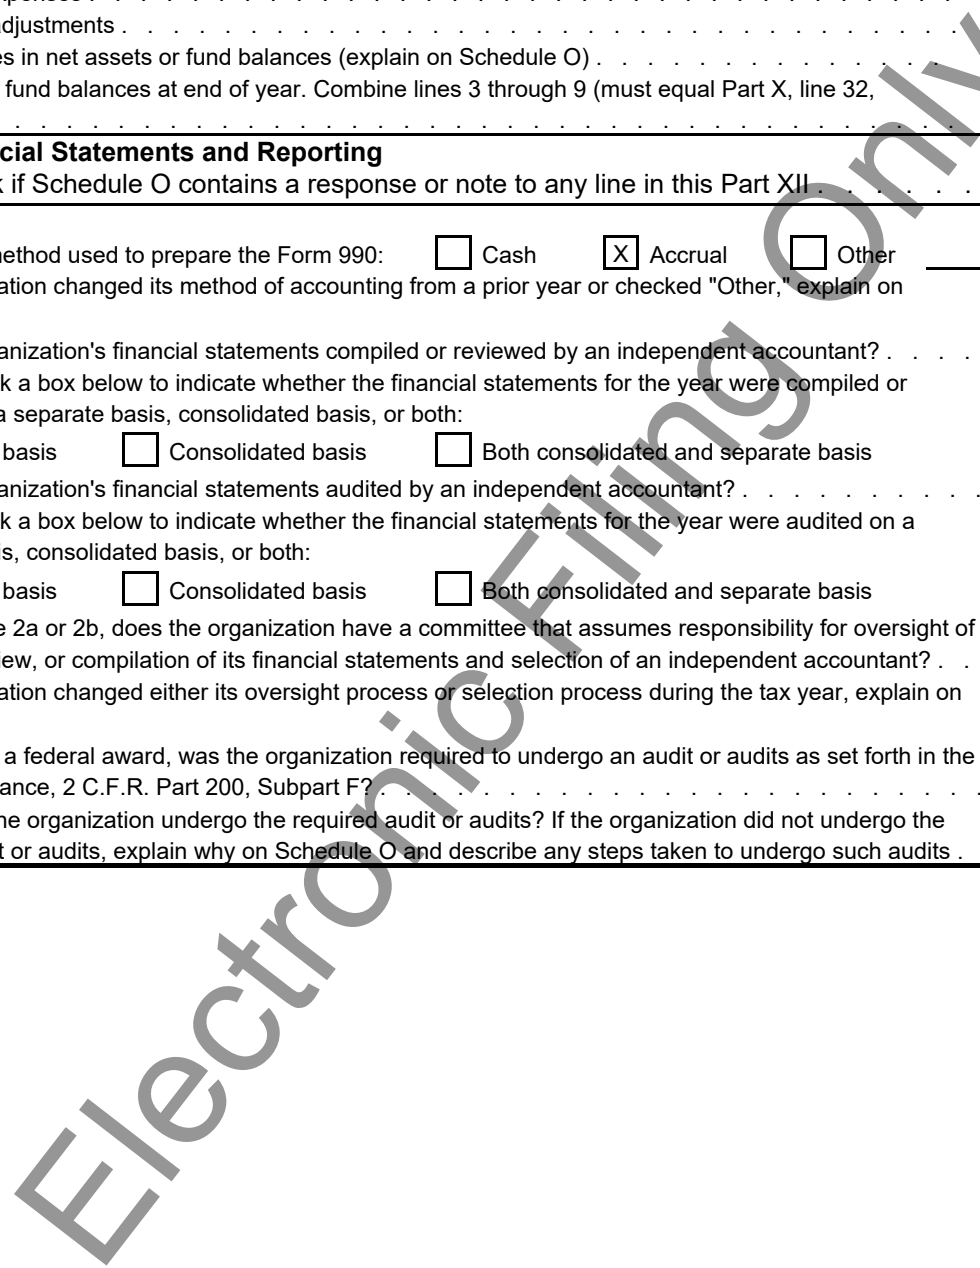 adjustments . . . . . . . . . . . . . . . . . . . . . . . . . . . . . . . . .
es in net assets or fund balances (explain on Schedule O) . . . . . . . . . . . . . .
fund balances at end of year. Combine lines 3 through 9 (must equal Part X, line 32,
. . . . . . . . . . . . . . . . . . . . . . . . . . . . . . . . . . . . .
cial Statements and Reporting
k if Schedule O contains a response or note to any line in this Part XII . . . . . .
method used to prepare the Form 990: Cash X Accrual Other
ation changed its method of accounting from a prior year or checked "Other," explain on
anization's financial statements compiled or reviewed by an independent accountant? . . . .
k a box below to indicate whether the financial statements for the year were compiled or
a separate basis, consolidated basis, or both:
basis Consolidated basis Both consolidated and separate basis
anization's financial statements audited by an independent accountant? . . . . . . . . . .
k a box below to indicate whether the financial statements for the year were audited on a
is, consolidated basis, or both:
basis Consolidated basis Both consolidated and separate basis
e 2a or 2b, does the organization have a committee that assumes responsibility for oversight of
iew, or compilation of its financial statements and selection of an independent accountant? . .
ation changed either its oversight process or selection process during the tax year, explain on
a federal award, was the organization required to undergo an audit or audits as set forth in the
ance, 2 C.F.R. Part 200, Subpart F? . . . . . . . . . . . . . . . . . . . . . . . .
he organization undergo the required audit or audits? If the organization did not undergo the
t or audits, explain why on Schedule O and describe any steps taken to undergo such audits .
Electronic Filing Only